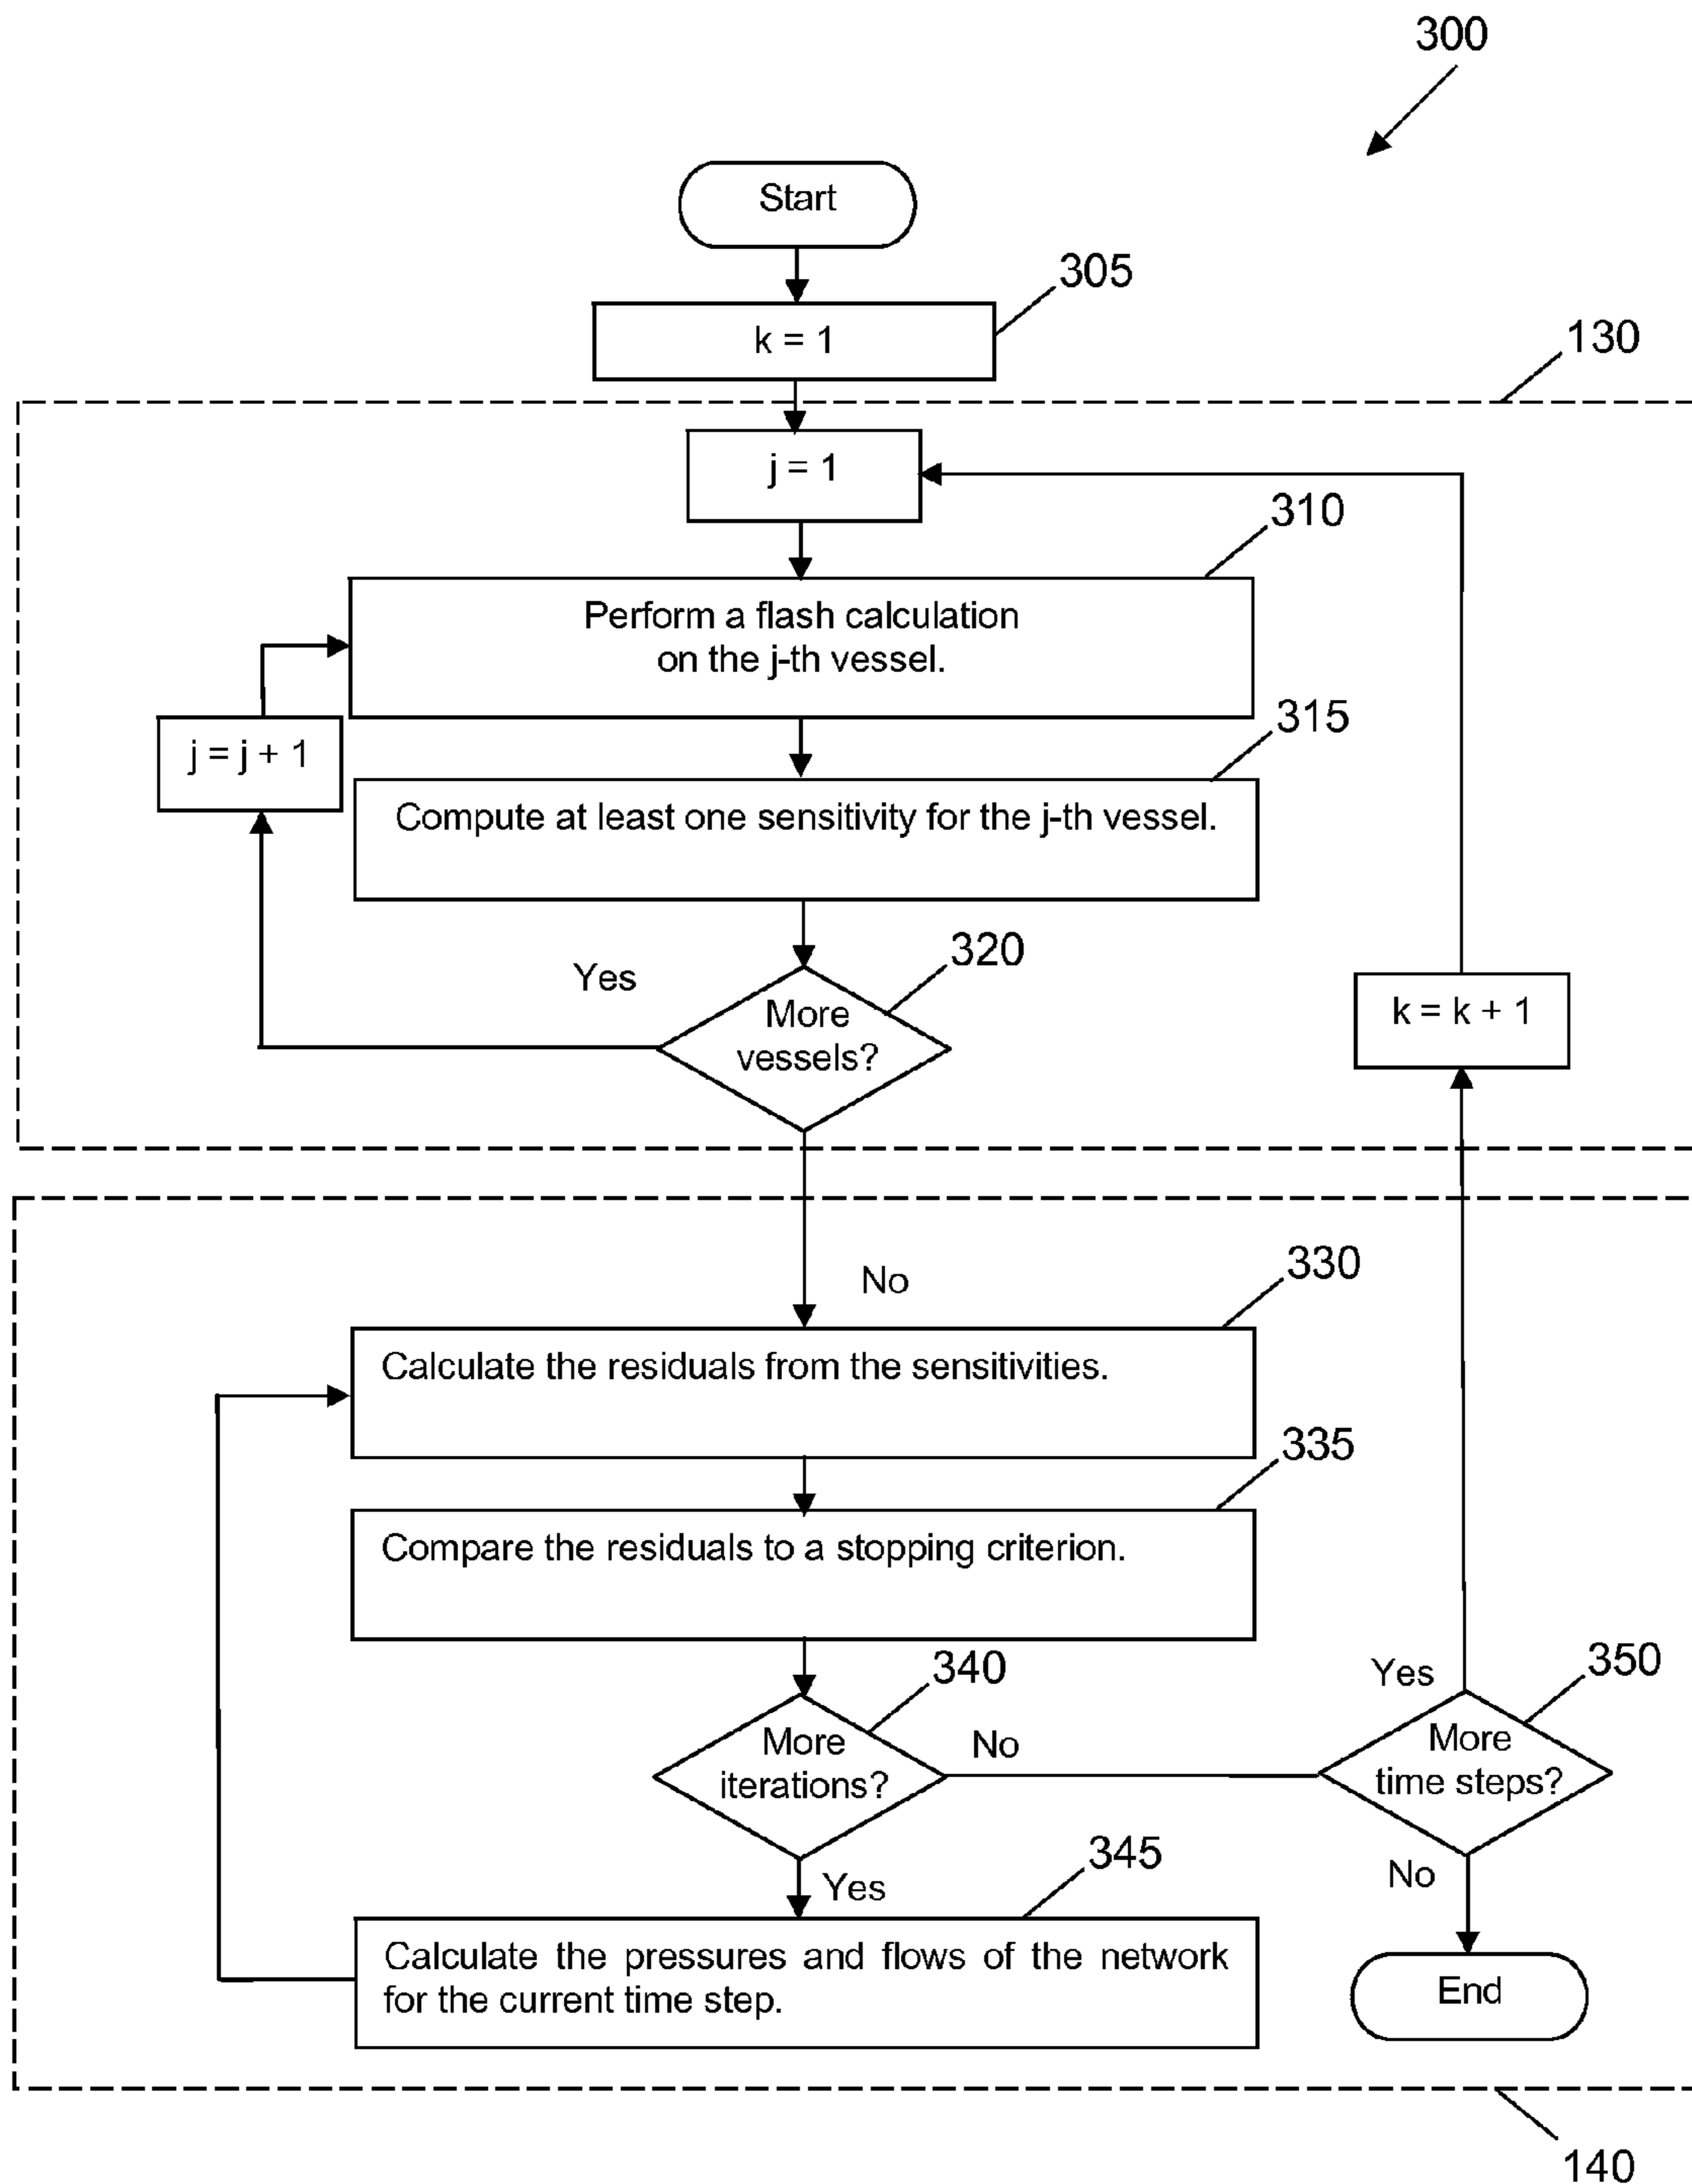 300
Start
305
k = 1
130
j = 1
310
Perform a flash calculation
on the j-th vessel.
315
j = j + 1
Compute at least one sensitivity for the j-th vessel.
320
Yes
More
vessels?
k = k + 1
No
330
Calculate the residuals from the sensitivities.
335
Compare the residuals to a stopping criterion.
340
More
iterations?
No
350
Yes
More
time steps?
345
Yes
No
Calculate the pressures and flows of the network
for the current time step.
End
140